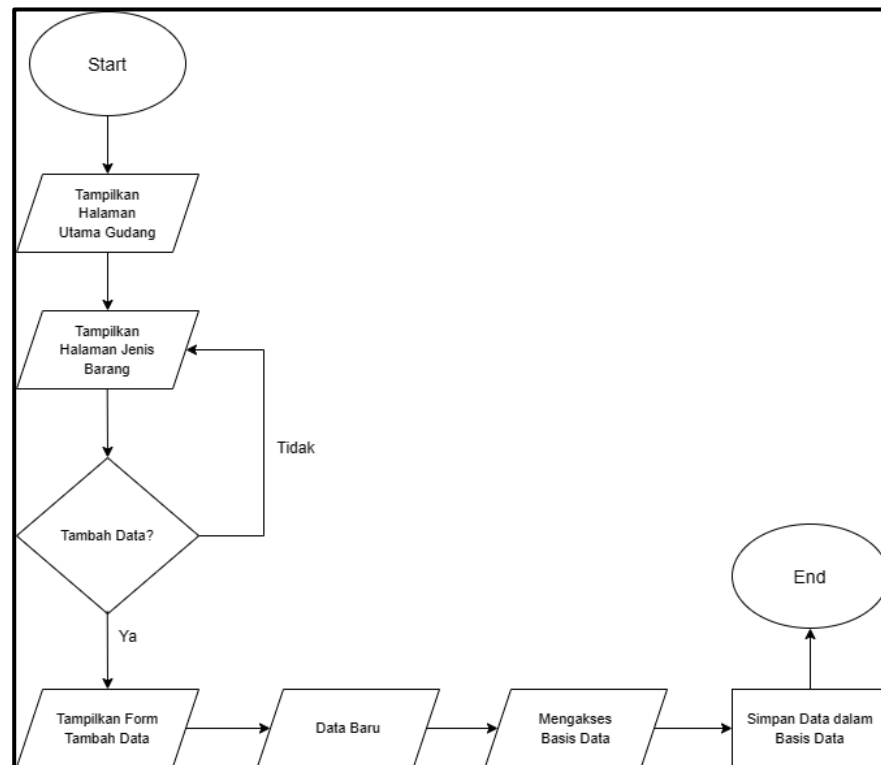 Start
Tampilkan
Halaman
Utama Gudang
Tampilkan
Halaman Jenis
Barang
Tidak
Tambah Data?
Ya
Tampilkan Form
Tambah Data
Data Baru
Mengakses
Basis Data
Simpan Data dalam
Basis Data
End